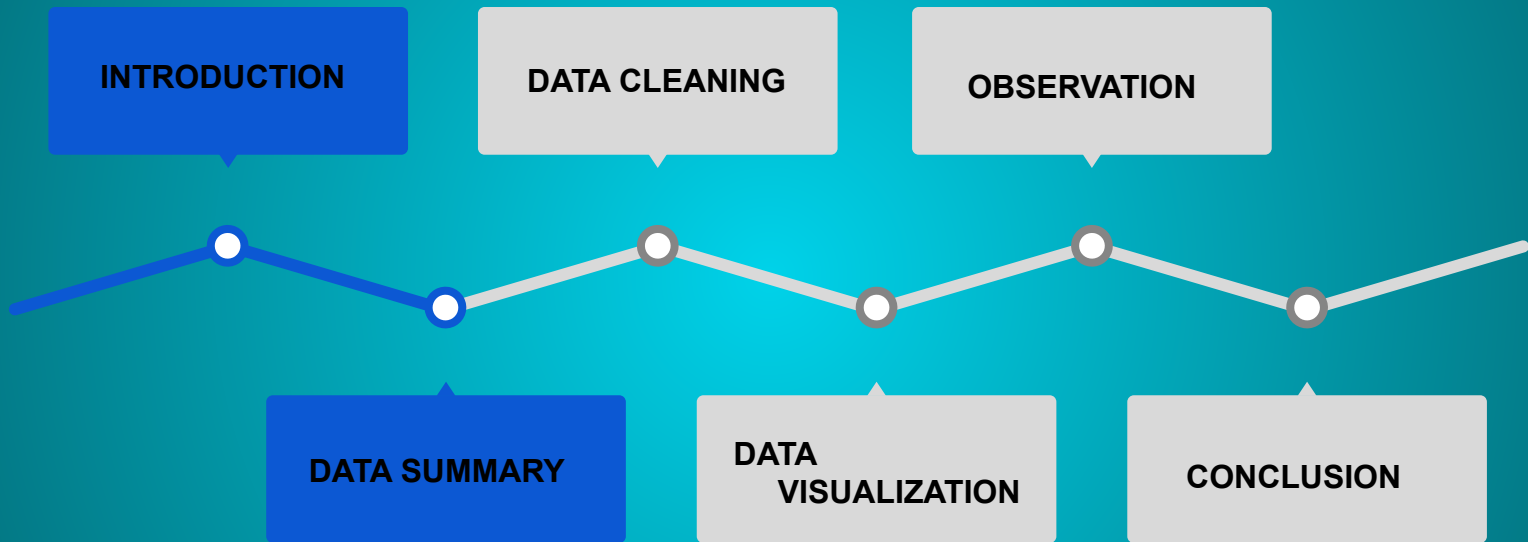 INTRODUCTION
DATA CLEANING
OBSERVATION
DATA SUMMARY
DATA
VISUALIZATION
CONCLUSION